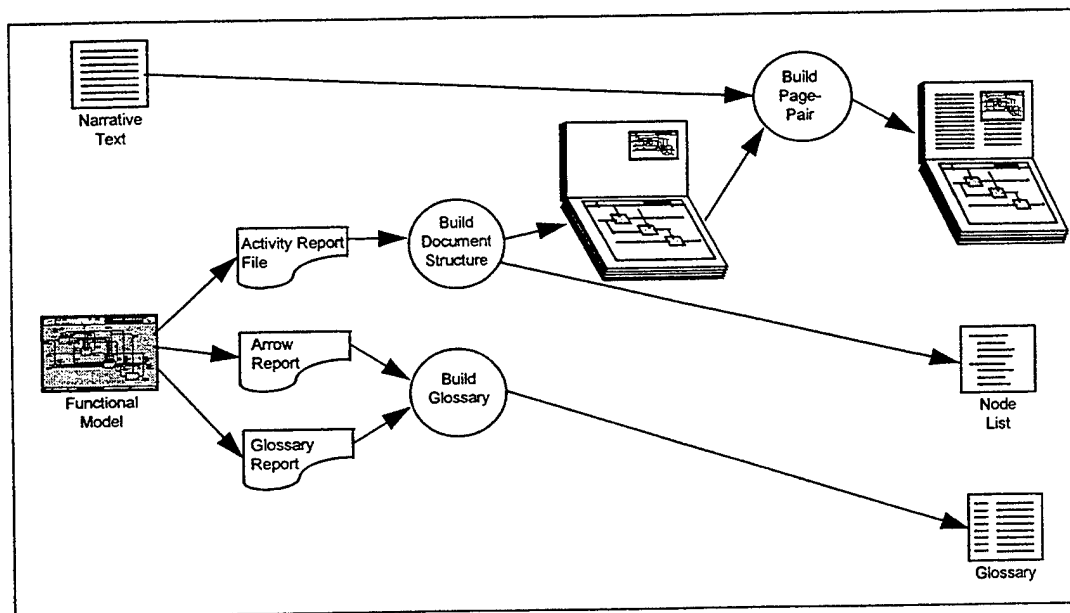 Narrative
Text
Build
Page-
Pair
Activity Report
File
Build
Document
Structure
Functional
Model
Arrow
Report
Build
Glossary
Glossary
Report
Node
List
Glossary